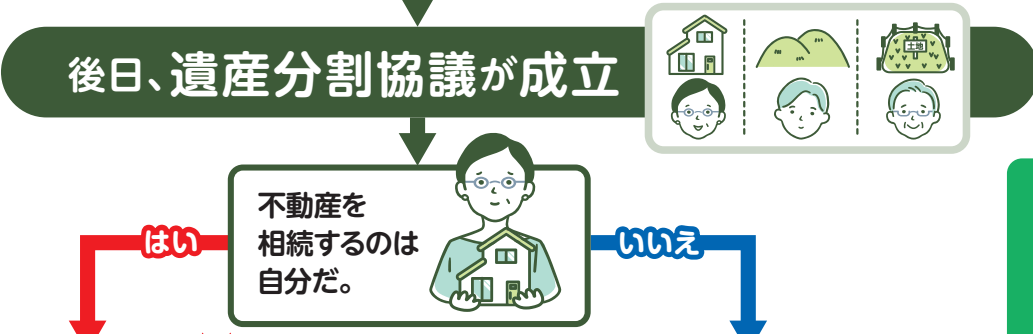 後日、遺産分割協議が成立
土地
不動産を
相続するのは
自分だ。
はい
いいえ